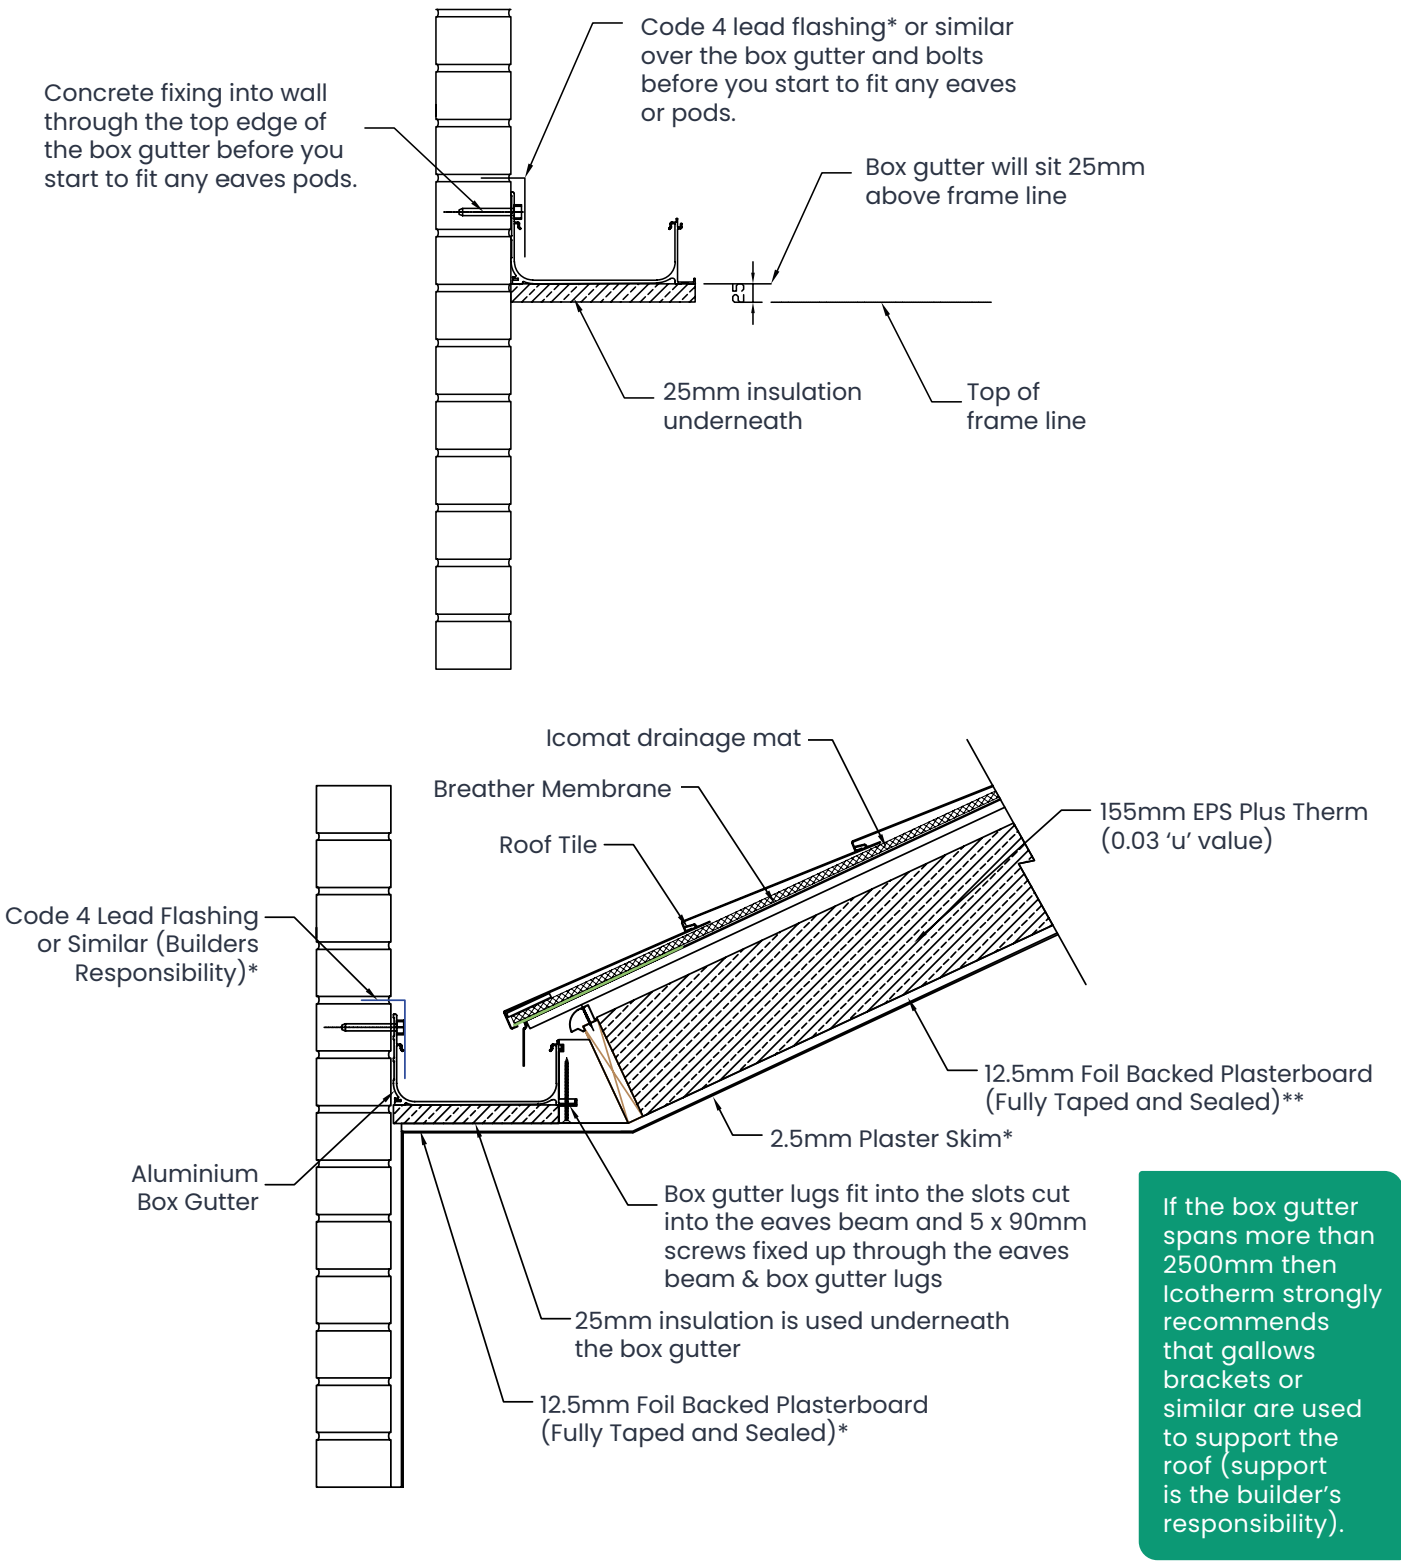 Code 4 lead flashing* or similar
over the box gutter and bolts
before you start to fit any eaves
or pods.
Concrete fixing into wall
through the top edge of
the box gutter before you
start to fit any eaves pods.
Box gutter will sit 25mm
above frame line
25
25mm insulation
underneath
Top of
frame line
Icomat drainage mat
Breather Membrane
Roof Tile
155mm EPS Plus Therm
(0.03 ‘u’ value)
Code 4 Lead Flashing
or Similar (Builders
Responsibility)*
12.5mm Foil Backed Plasterboard
(Fully Taped and Sealed)**
2.5mm Plaster Skim*
Aluminium
Box Gutter
Box gutter lugs fit into the slots cut
into the eaves beam and 5 x 90mm
screws fixed up through the eaves
beam & box gutter lugs
25mm insulation is used underneath
the box gutter
12.5mm Foil Backed Plasterboard
(Fully Taped and Sealed)*
If the box gutter
spans more than
2500mm then
Icotherm strongly
recommends
that gallows
brackets or
similar are used
to support the
roof (support
is the builder’s
responsibility).